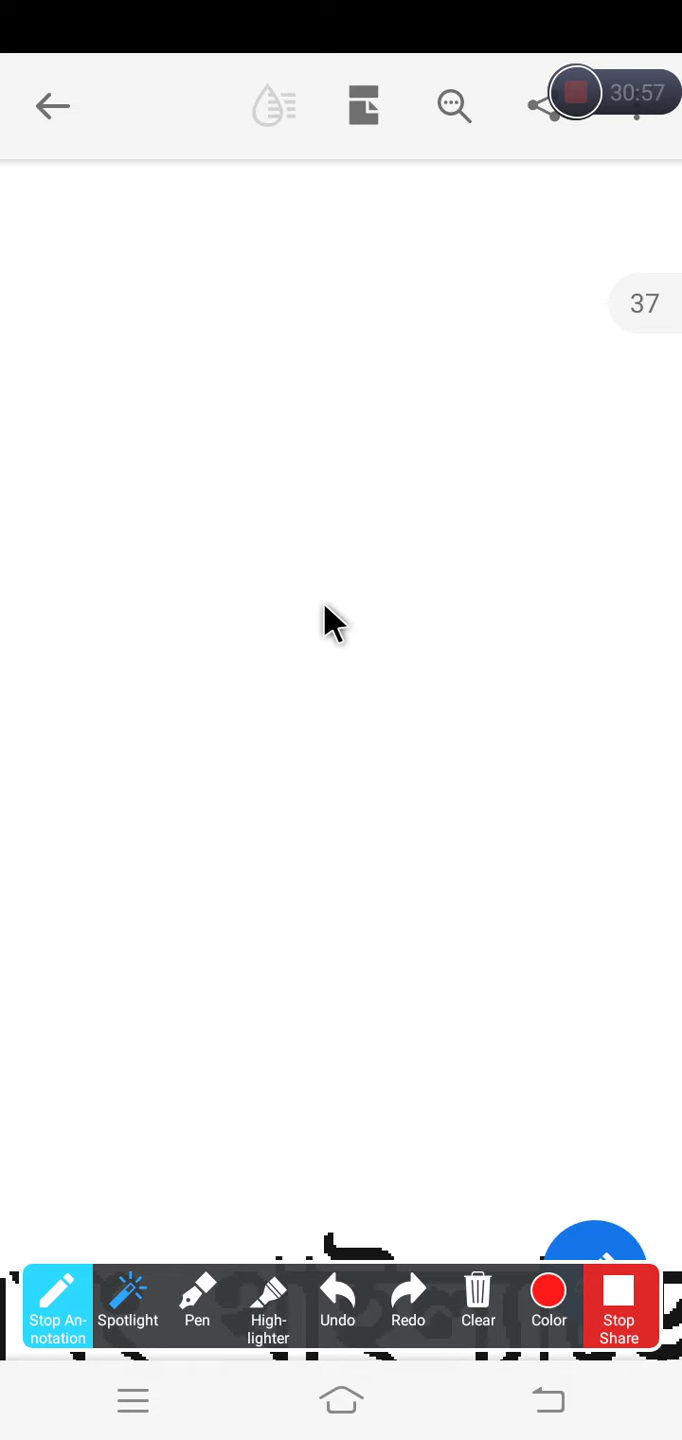 30:57
37
Stop An-
notation
Spotlight
Pen
High-
lighter
Undo
Redo
Clear
Color
Stop
Share